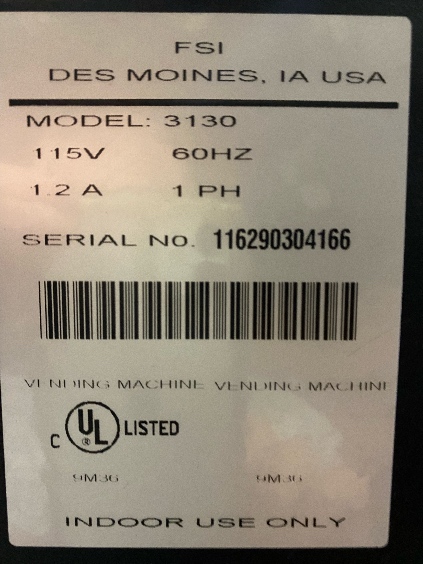 FSI
DES MOINES, IA USA
MODEL: 3130
115V 60HZ
1.2 A 1 PH
SERIAL NO. 116290304166
VENDING MACHINE VENDING MACHINE
C UL ® LISTED
9M36 9M36
INDOOR USE ONLY